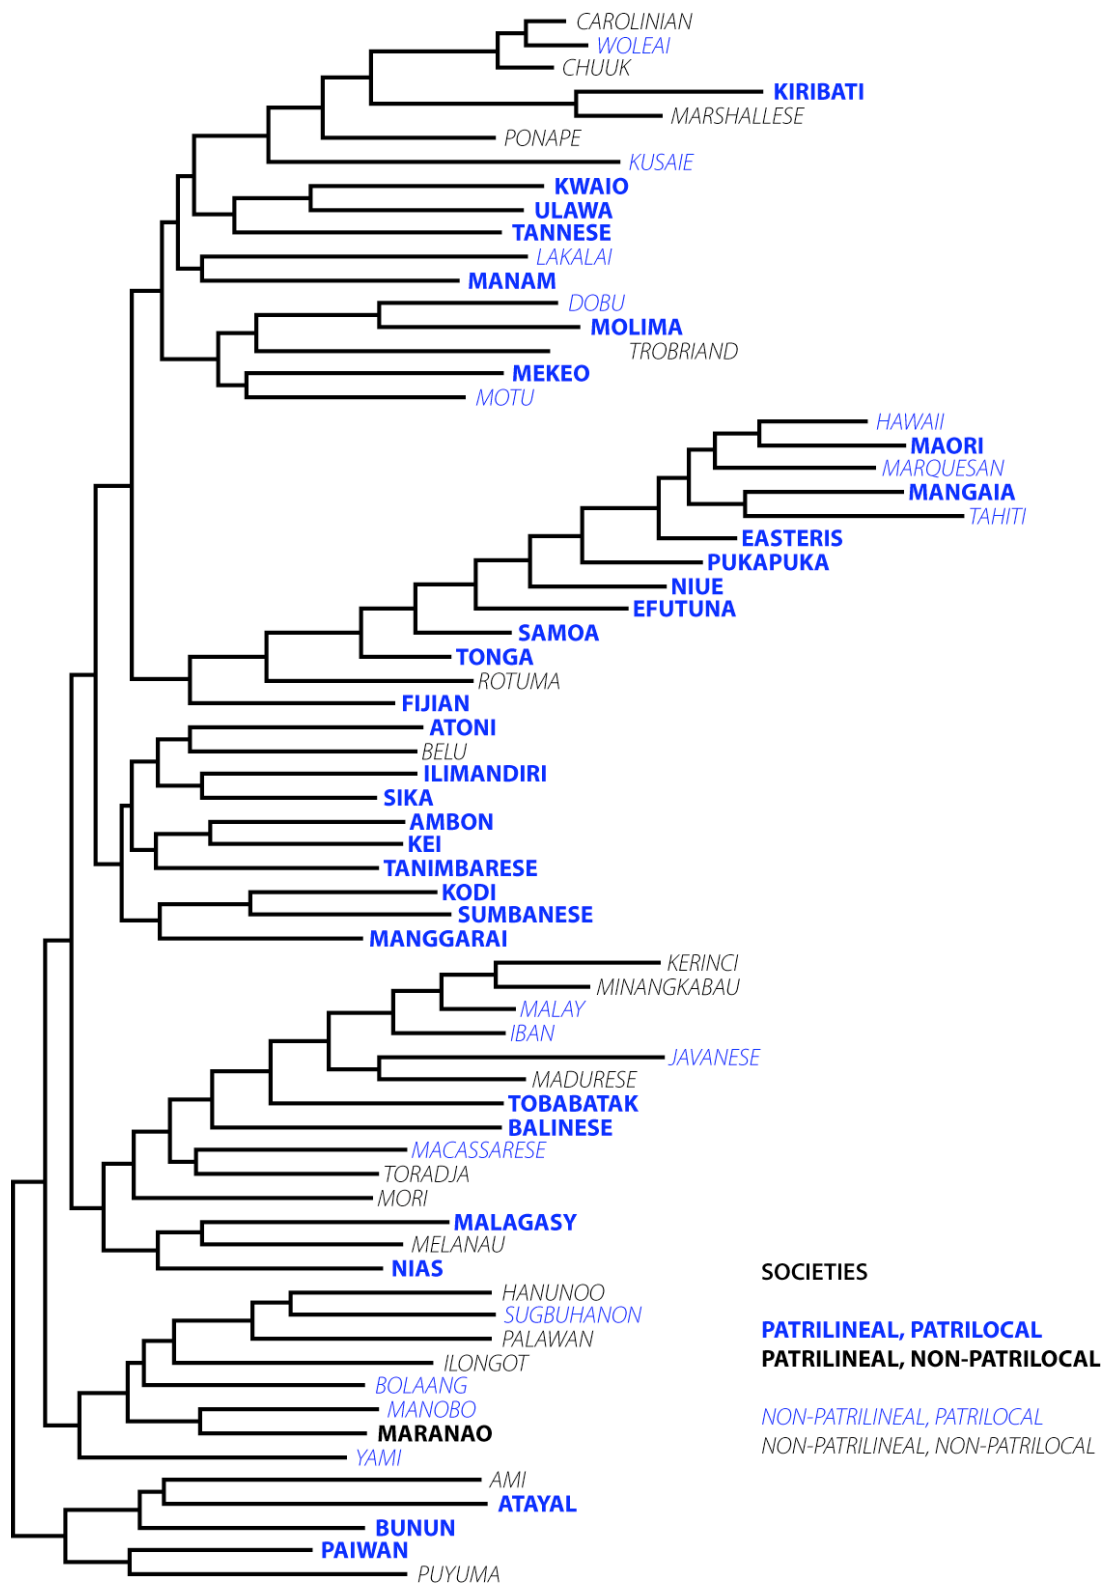 CAROLINIAN
WOLEAI
CHUUK
KIRIBATI
MARSHALLESE
PONAPE
KUSAIE
KWAIO
ULAWA
TANNESE
LAKALAI
MANAM
DOBU
MOLIMA
TROBRIAND
MEKEO
MOTU
HAWAII
MAORI
MARQUESAN
MANGAIA
TAHITI
EASTERIS
PUKAPUKA
NIUE
EFUTUNA
SAMOA
TONGA
ROTUMA
FIJIAN
ATONI
BELU
ILIMANDIRI
SIKA
AMBON
KEI
TANIMBARESE
KODI
SUMBANESE
MANGGARAI
KERINCI
MINANGKABAU
MALAY
IBAN
JAVANESE
MADURESE
TOBABATAK
BALINESE
MACASSARESE
TORADJA
MORI
MALAGASY
MELANAU
NIAS
HANUNOO
SUGBUHANON
PALAWAN
ILONGOT
BOLAANG
MANOBO
MARANAO
YAMI
AMI
ATAYAL
BUNUN
PAIWAN
PUYUMA
SOCIETIES
PATRILINEAL, PATRILOCAL
PATRILINEAL, NON-PATRILOCAL
NON-PATRILINEAL, PATRILOCAL
NON-PATRILINEAL, NON-PATRILOCAL